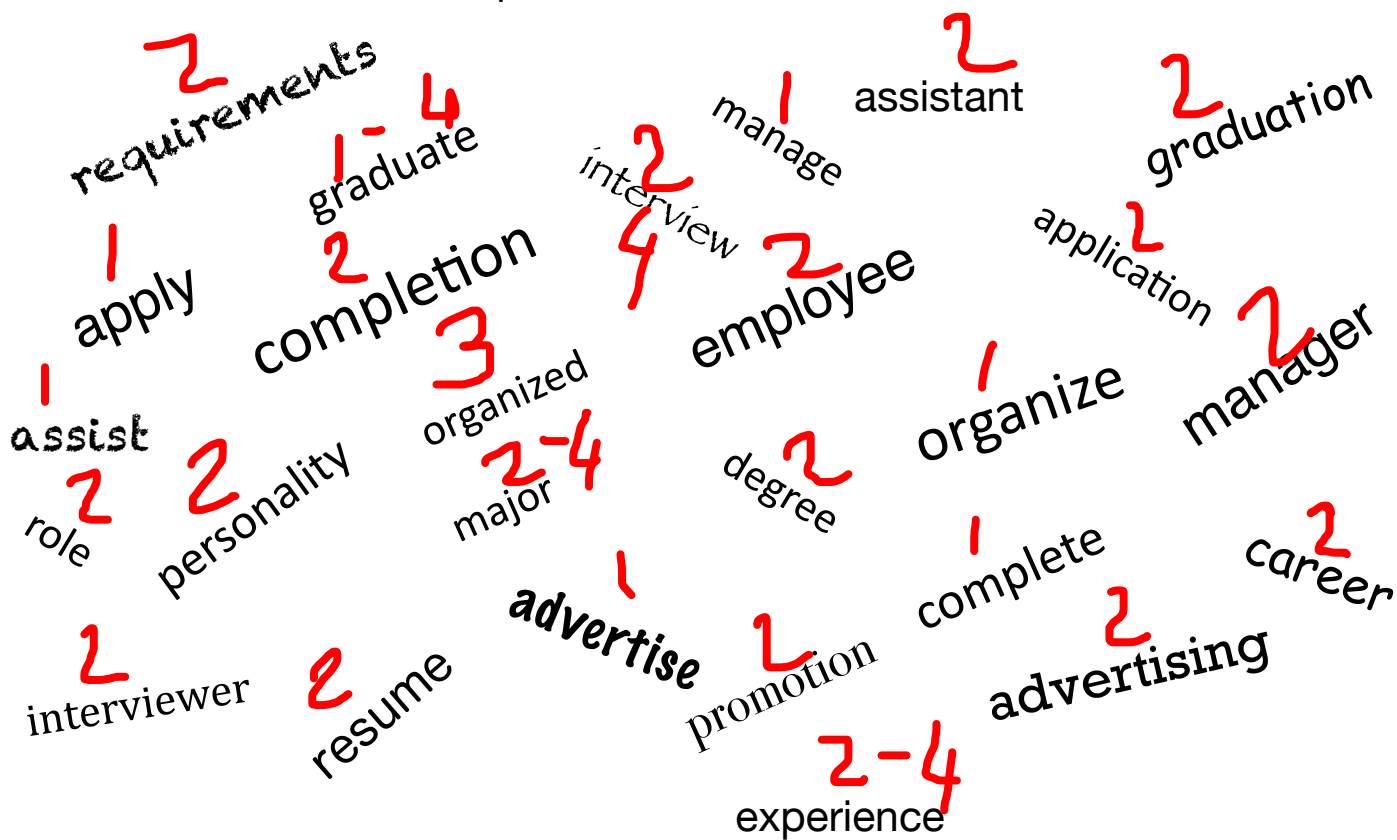 2
requirements
1 - 4
graduate
2
interview
4
1
manage
2
assistant
2
graduation
1
apply
2
completion
2
employee
2
application
2
manager
1
assist
3
organized
1
organize
2
role
2
personality
2-4
major
2
degree
1
complete
2
career
2
interviewer
2
resume
1
advertise
2
promotion
2
advertising
2-4
experience